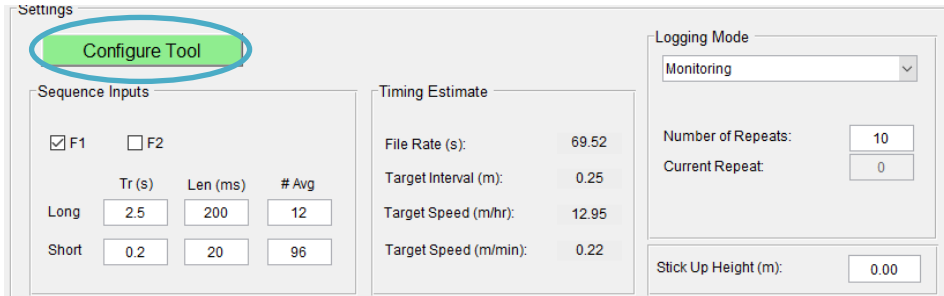 Settings
Configure Tool
Sequence Inputs
F1 F2
Tr (s) Len (ms) # Avg
Long 2.5 200 12
Short 0.2 20 96
Timing Estimate
File Rate (s): 69.52
Target Interval (m): 0.25
Target Speed (m/hr): 12.95
Target Speed (m/min): 0.22
Logging Mode
Monitoring
Number of Repeats: 10
Current Repeat: 0
Stick Up Height (m): 0.00